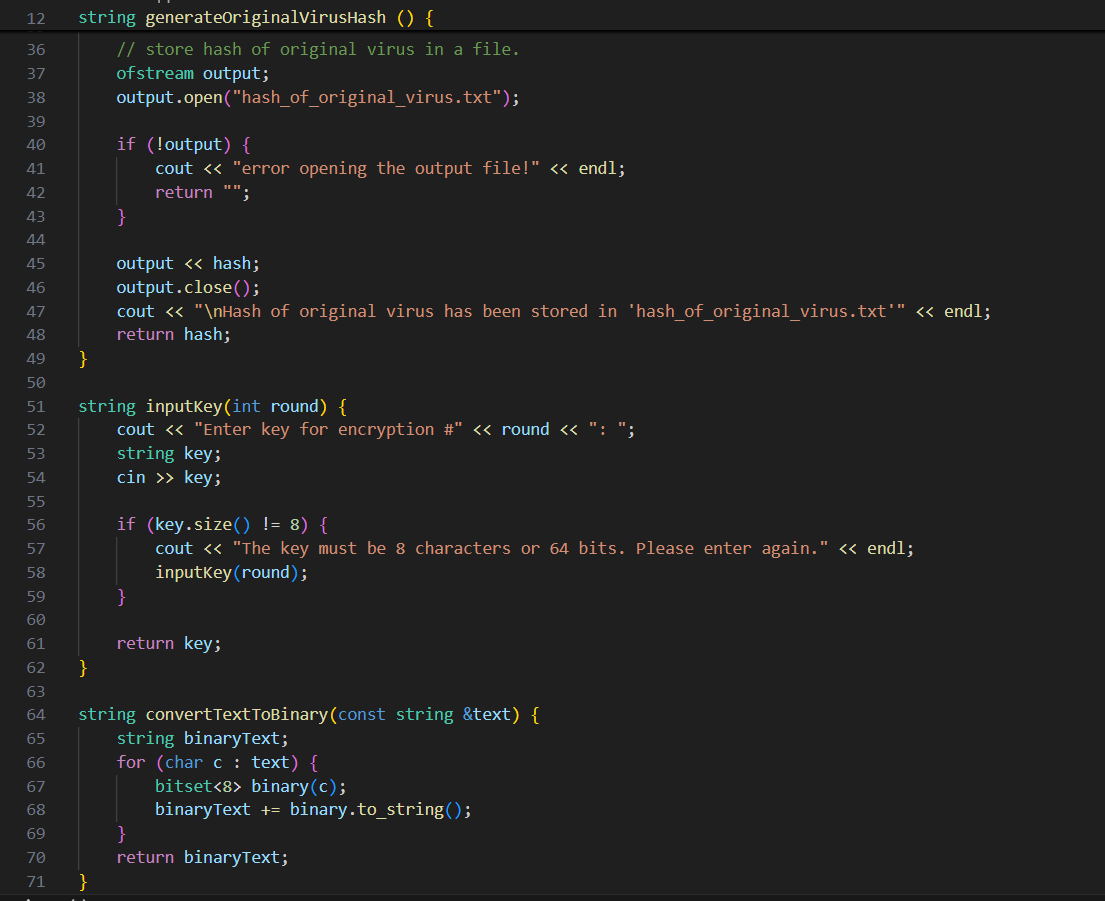 12 string generateOriginalVirusHash () {
36 // store hash of original virus in a file.
37 ofstream output;
38 output.open("hash_of_original_virus.txt");
39
40 if (!output) {
41 cout << "error opening the output file!" << endl;
42 return "";
43 }
44
45 output << hash;
46 output.close();
47 cout << "\nHash of original virus has been stored in 'hash_of_original_virus.txt'" << endl;
48 return hash;
49 }
50
51 string inputKey(int round) {
52 cout << "Enter key for encryption #" << round << ": ";
53 string key;
54 cin >> key;
55
56 if (key.size() != 8) {
57 cout << "The key must be 8 characters or 64 bits. Please enter again." << endl;
58 inputKey(round);
59 }
60
61 return key;
62 }
63
64 string convertTextToBinary(const string &text) {
65 string binaryText;
66 for (char c : text) {
67 bitset<8> binary(c);
68 binaryText += binary.to_string();
69 }
70 return binaryText;
71 }